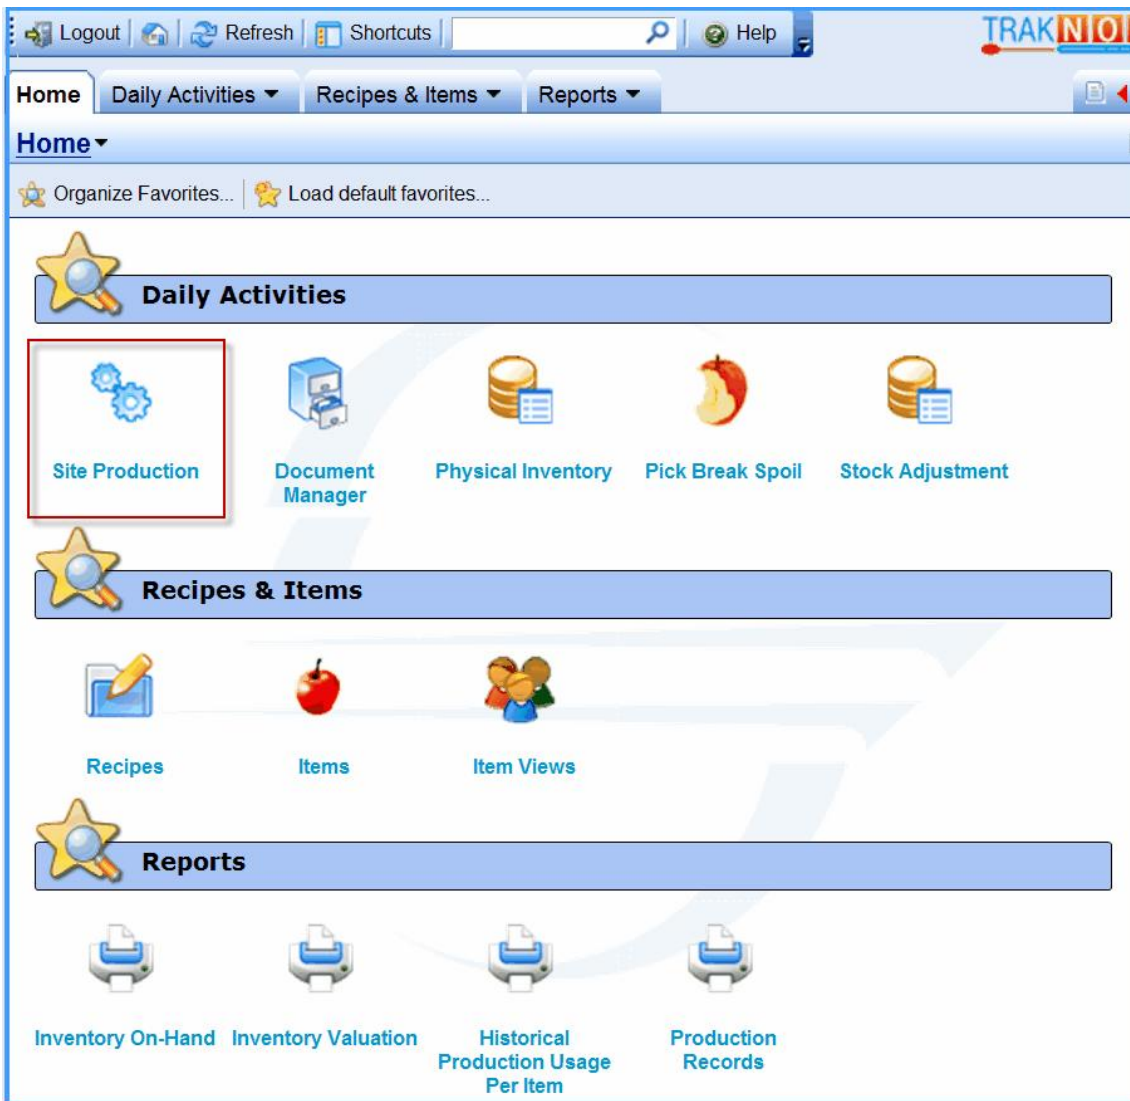 Logout Refresh Shortcuts Help TRAKNO
Home Daily Activities Recipes & Items Reports
Home
Organize Favorites... Load default favorites...
Daily Activities
Site Production Document Manager Physical Inventory Pick Break Spoil Stock Adjustment
Recipes & Items
Recipes Items Item Views
Reports
Inventory On-Hand Inventory Valuation Historical Production Usage Per Item Production Records